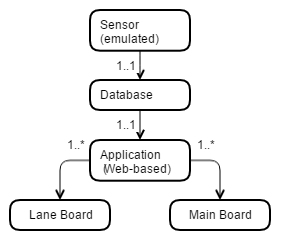 Sensor
(emulated)
1..1
Database
1..1
1..*
1..*
Application
(Web-based)
Lane Board
Main Board